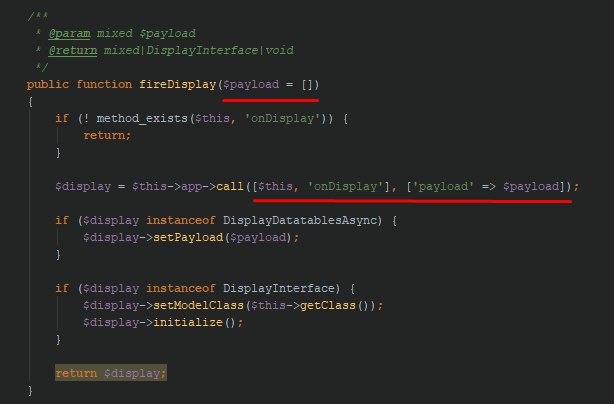 /**
 * @param mixed $payload
 * @return mixed|DisplayInterface|void
 */
public function fireDisplay($payload = [])
{
    if (! method_exists($this, 'onDisplay')) {
        return;
    }

    $display = $this->app->call([$this, 'onDisplay'], ['payload' => $payload]);

    if ($display instanceof DisplayDatatablesAsync) {
        $display->setPayload($payload);
    }

    if ($display instanceof DisplayInterface) {
        $display->setModelClass($this->getClass());
        $display->initialize();
    }

    return $display;
}